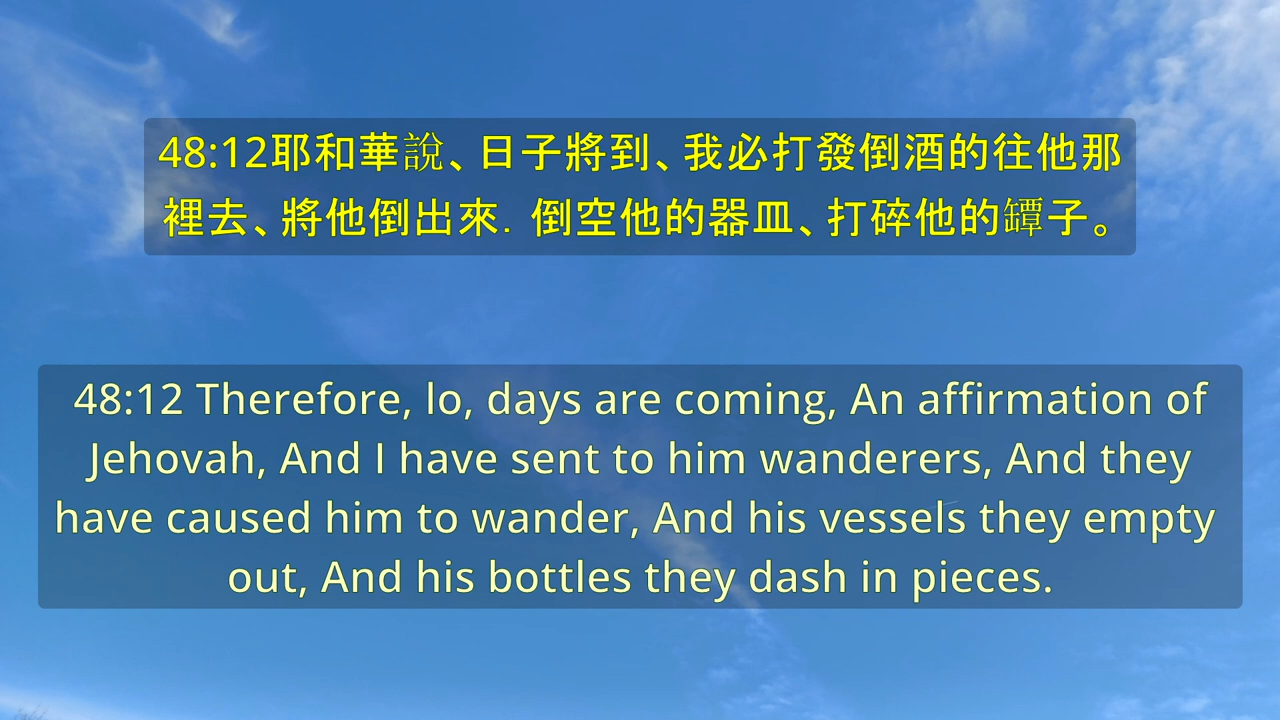 48:12耶和華說、日子將到、我必打發倒酒的往他那
裡去、將他倒出來．倒空他的器皿、打碎他的罈子。
48:12 Therefore, lo, days are coming, An affirmation of
Jehovah, And I have sent to him wanderers, And they
have caused him to wander, And his vessels they empty
out, And his bottles they dash in pieces.